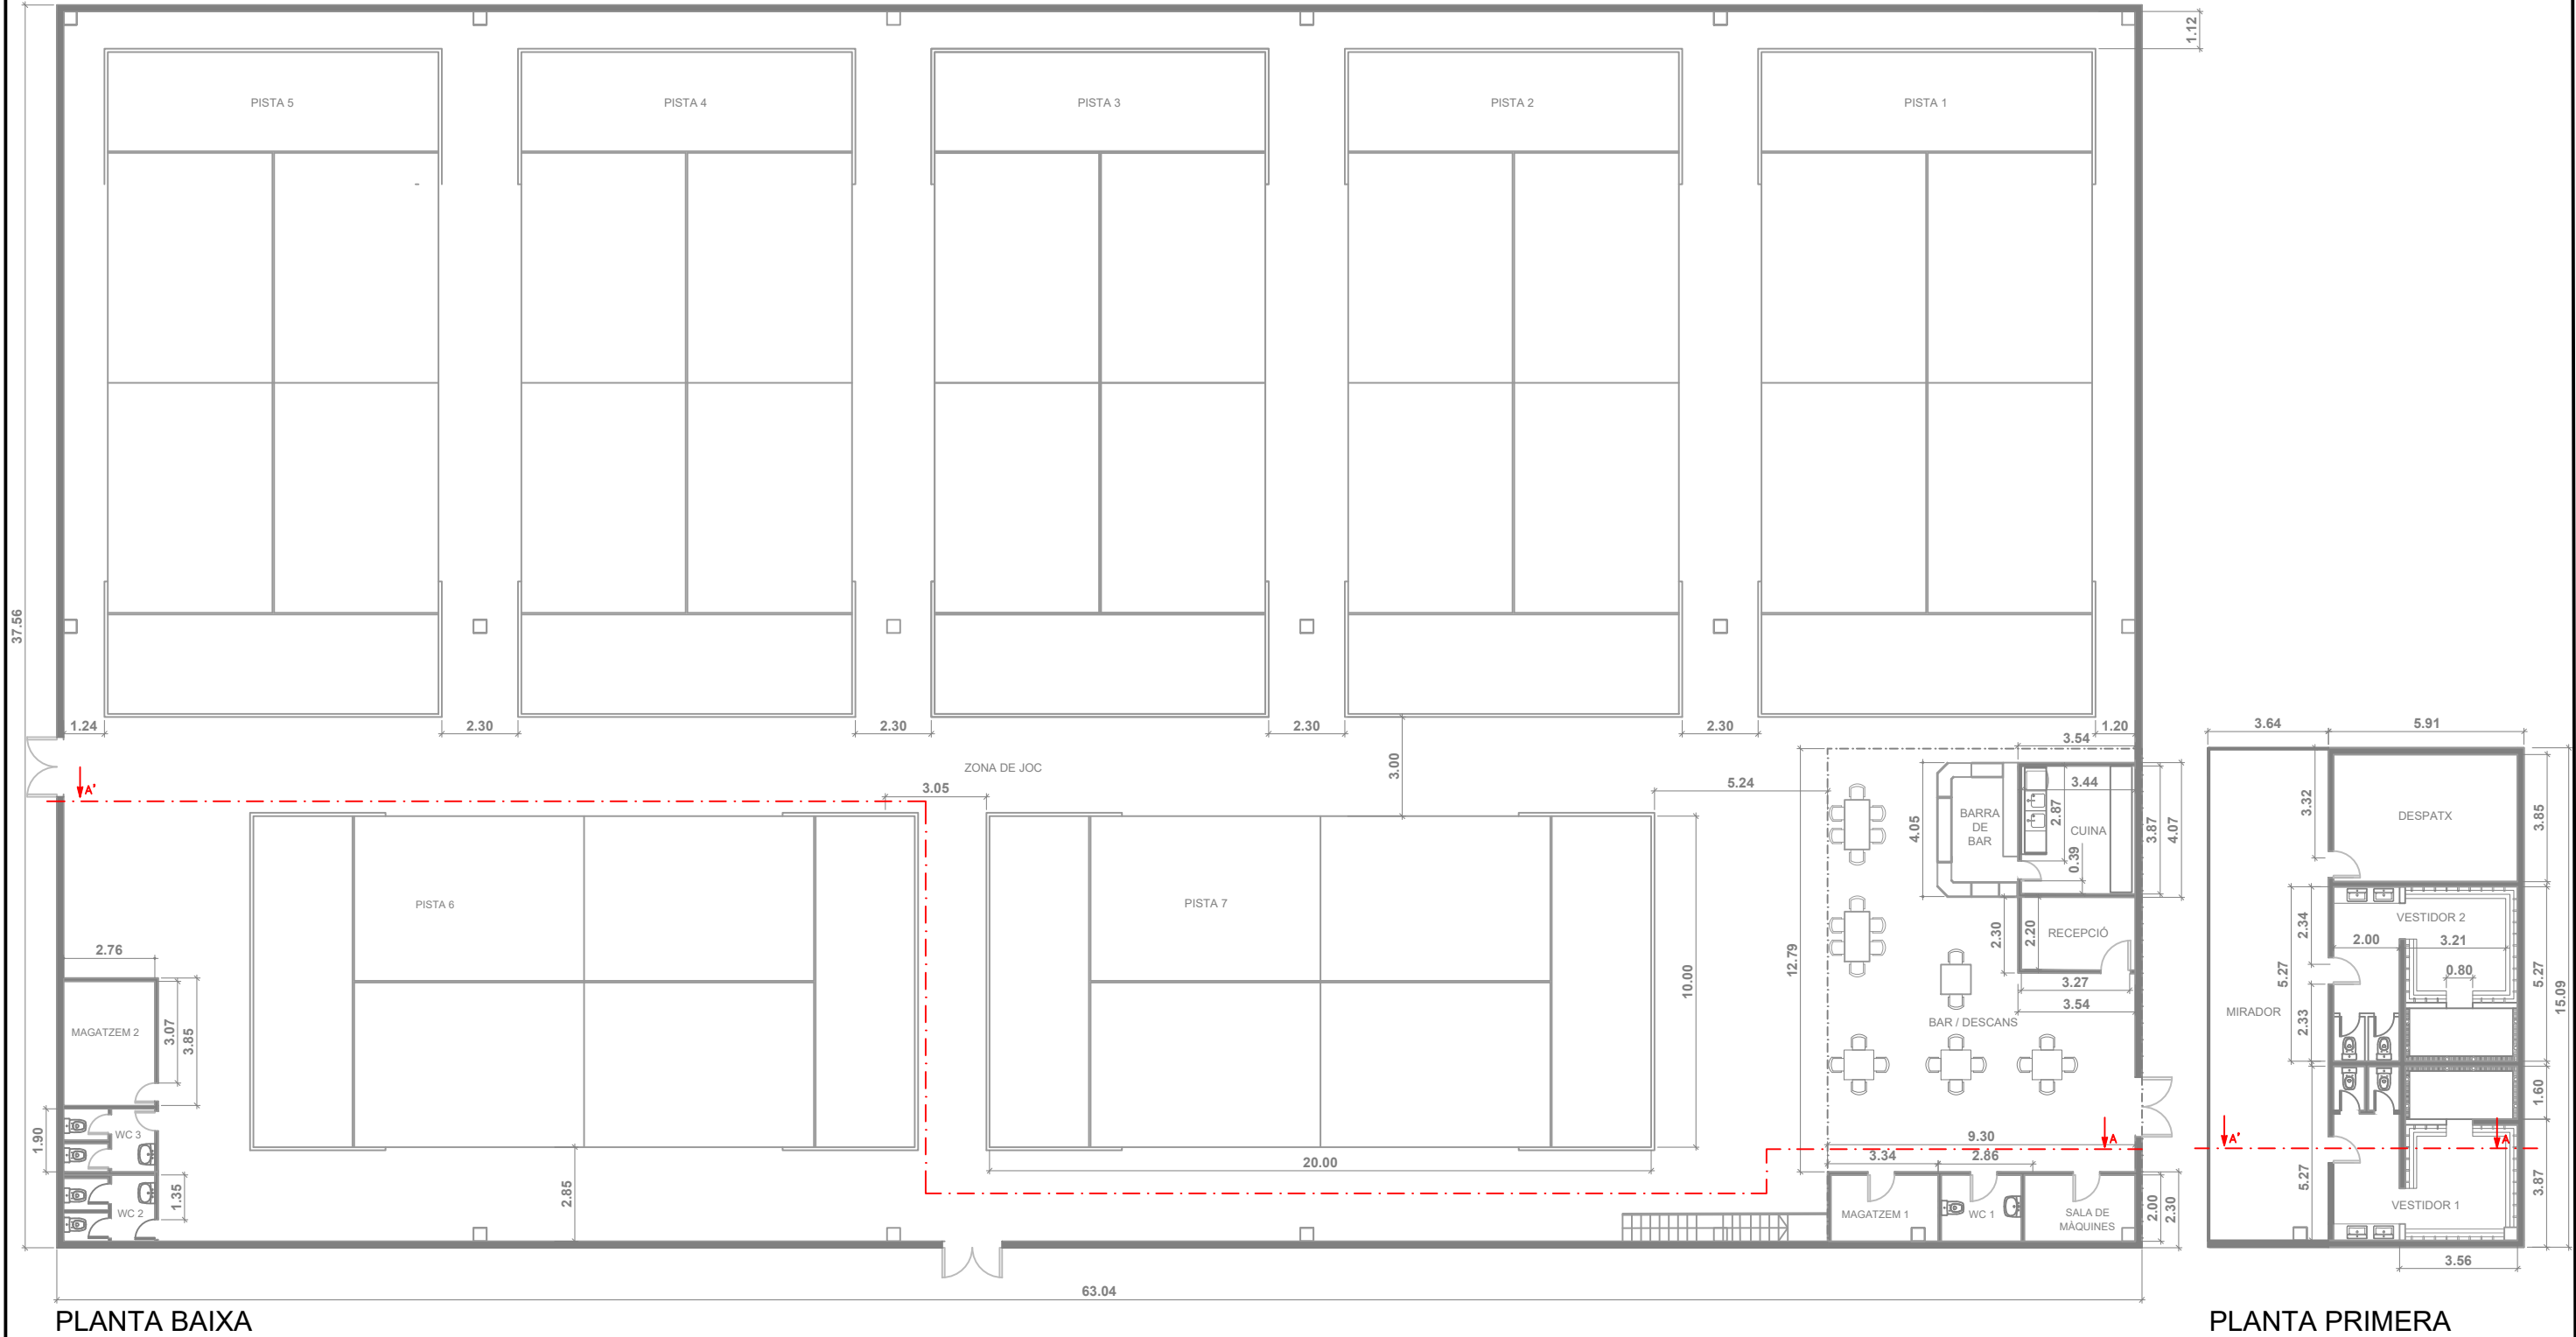 1.12
PISTA 5
PISTA 4
PISTA 3
PISTA 2
PISTA 1
37.56
1.24
2.30
2.30
2.30
2.30
1.20
3.54
3.64
5.91
ZONA DE JOC
3.00
A'
3.05
5.24
4.05
BARRA
DE
BAR
2.87
3.44
CUINA
0.39
3.87
4.07
3.32
DESPATX
3.85
PISTA 6
PISTA 7
2.30
2.20
RECEPCIÓ
3.27
3.54
12.79
10.00
2.34
5.27
2.33
VESTIDOR 2
2.00
3.21
0.80
5.27
15.09
MIRADOR
BAR / DESCANS
2.76
MAGATZEM 2
3.07
3.85
1.90
WC 3
1.35
WC 2
2.85
20.00
9.30
A
3.34
2.86
MAGATZEM 1
WC 1
SALA DE
MÀQUINES
2.00
2.30
A'
A
1.60
5.27
3.87
VESTIDOR 1
3.56
63.04
PLANTA BAIXA
PLANTA PRIMERA